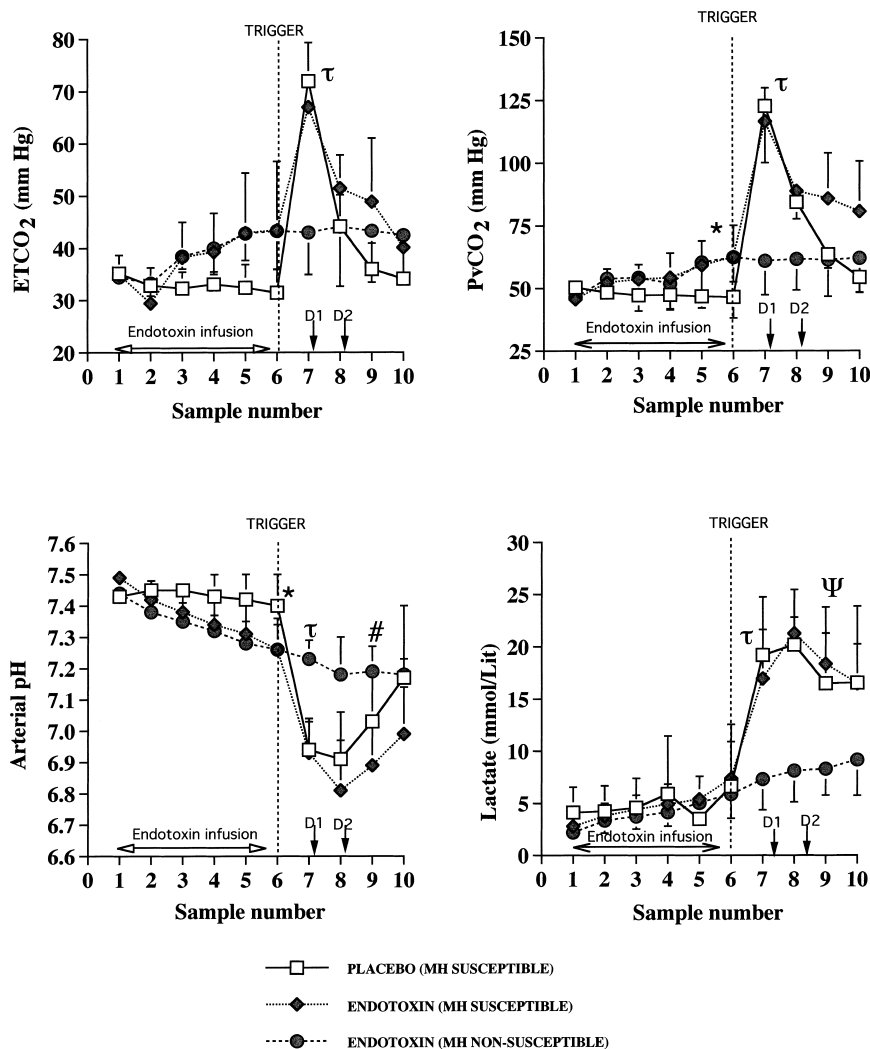 TRIGGER
ETCO2 (mm Hg)
80
70
60
50
40
30
20
τ
D1 D2
Endotoxin infusion
0 1 2 3 4 5 6 7 8 9 10
Sample number
TRIGGER
PvCO2 (mm Hg)
150
125
100
75
50
25
τ
*
D1 D2
Endotoxin infusion
0 1 2 3 4 5 6 7 8 9 10
Sample number
TRIGGER
Arterial pH
7.6
7.5
7.4
7.3
7.2
7.1
7.0
6.9
6.8
6.7
6.6
*
τ
#
Endotoxin infusion
D1 D2
0 1 2 3 4 5 6 7 8 9 10
Sample number
TRIGGER
Lactate (mmol/Lit)
30
25
20
15
10
5
0
τ
Ψ
D1 D2
Endotoxin infusion
0 1 2 3 4 5 6 7 8 9 10
Sample number
PLACEBO (MH SUSCEPTIBLE)
ENDOTOXIN (MH SUSCEPTIBLE)
ENDOTOXIN (MH NON-SUSCEPTIBLE)